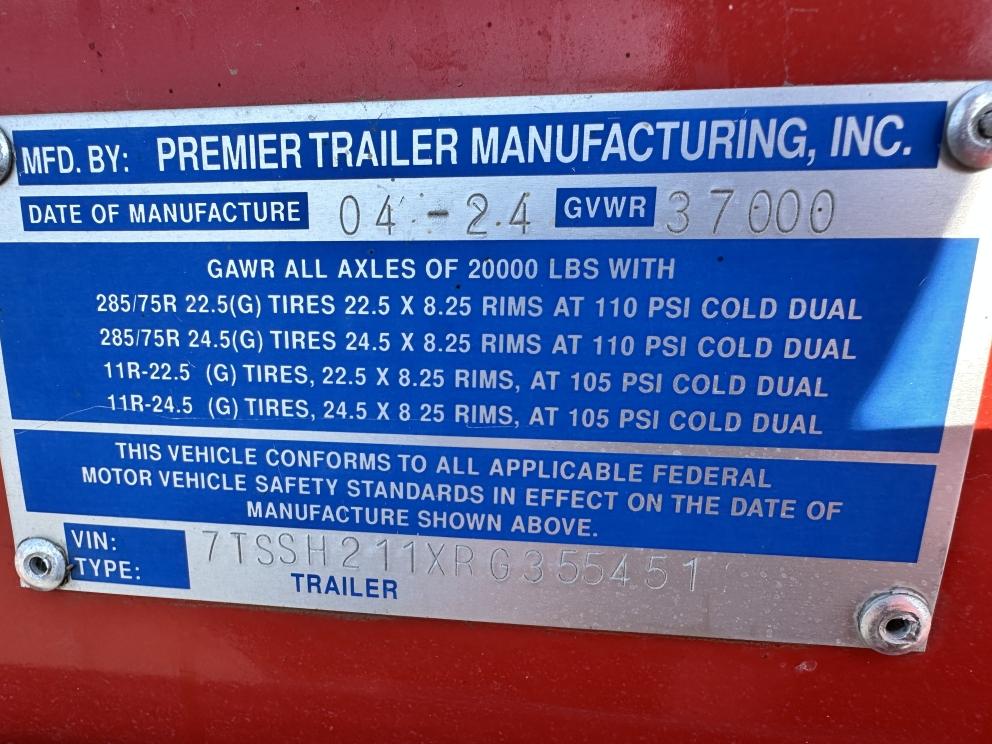 MFD. BY: PREMIER TRAILER MANUFACTURING, INC.
DATE OF MANUFACTURE 04-24 GVWR 37000
GAWR ALL AXLES OF 20000 LBS WITH
285/75R 22.5(G) TIRES 22.5 X 8.25 RIMS AT 110 PSI COLD DUAL
285/75R 24.5(G) TIRES 24.5 X 8.25 RIMS AT 110 PSI COLD DUAL
11R-22.5 (G) TIRES, 22.5 X 8.25 RIMS, AT 105 PSI COLD DUAL
11R-24.5 (G) TIRES, 24.5 X 8 25 RIMS, AT 105 PSI COLD DUAL
THIS VEHICLE CONFORMS TO ALL APPLICABLE FEDERAL
MOTOR VEHICLE SAFETY STANDARDS IN EFFECT ON THE DATE OF
MANUFACTURE SHOWN ABOVE.
VIN: 7TSSH211XRG355451
TYPE: TRAILER